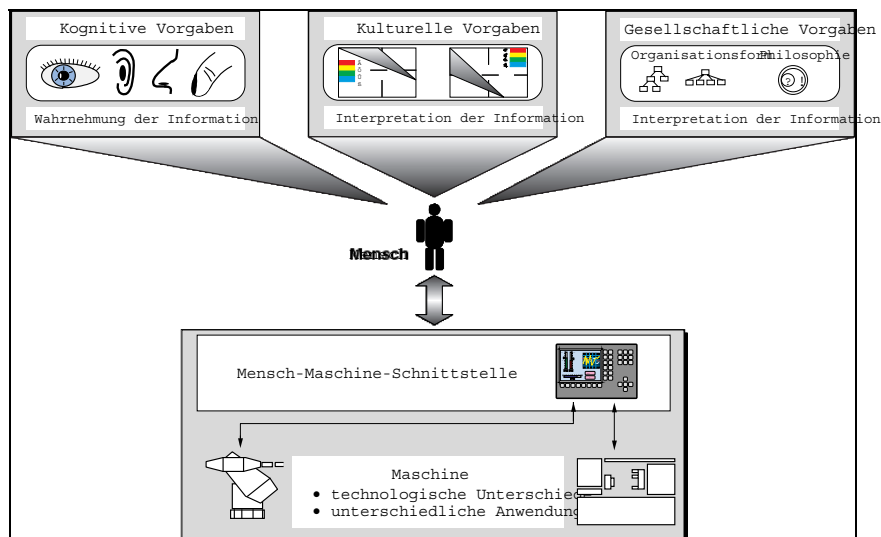 Kognitive Vorgaben
Wahrnehmung der Information
Kulturelle Vorgaben
Interpretation der Information
Gesellschaftliche Vorgaben
Organisationsform Philosophie
? !
Interpretation der Information
Mensch
Mensch-Maschine-Schnittstelle
Maschine
• technologische Unterschiede
• unterschiedliche Anwendung